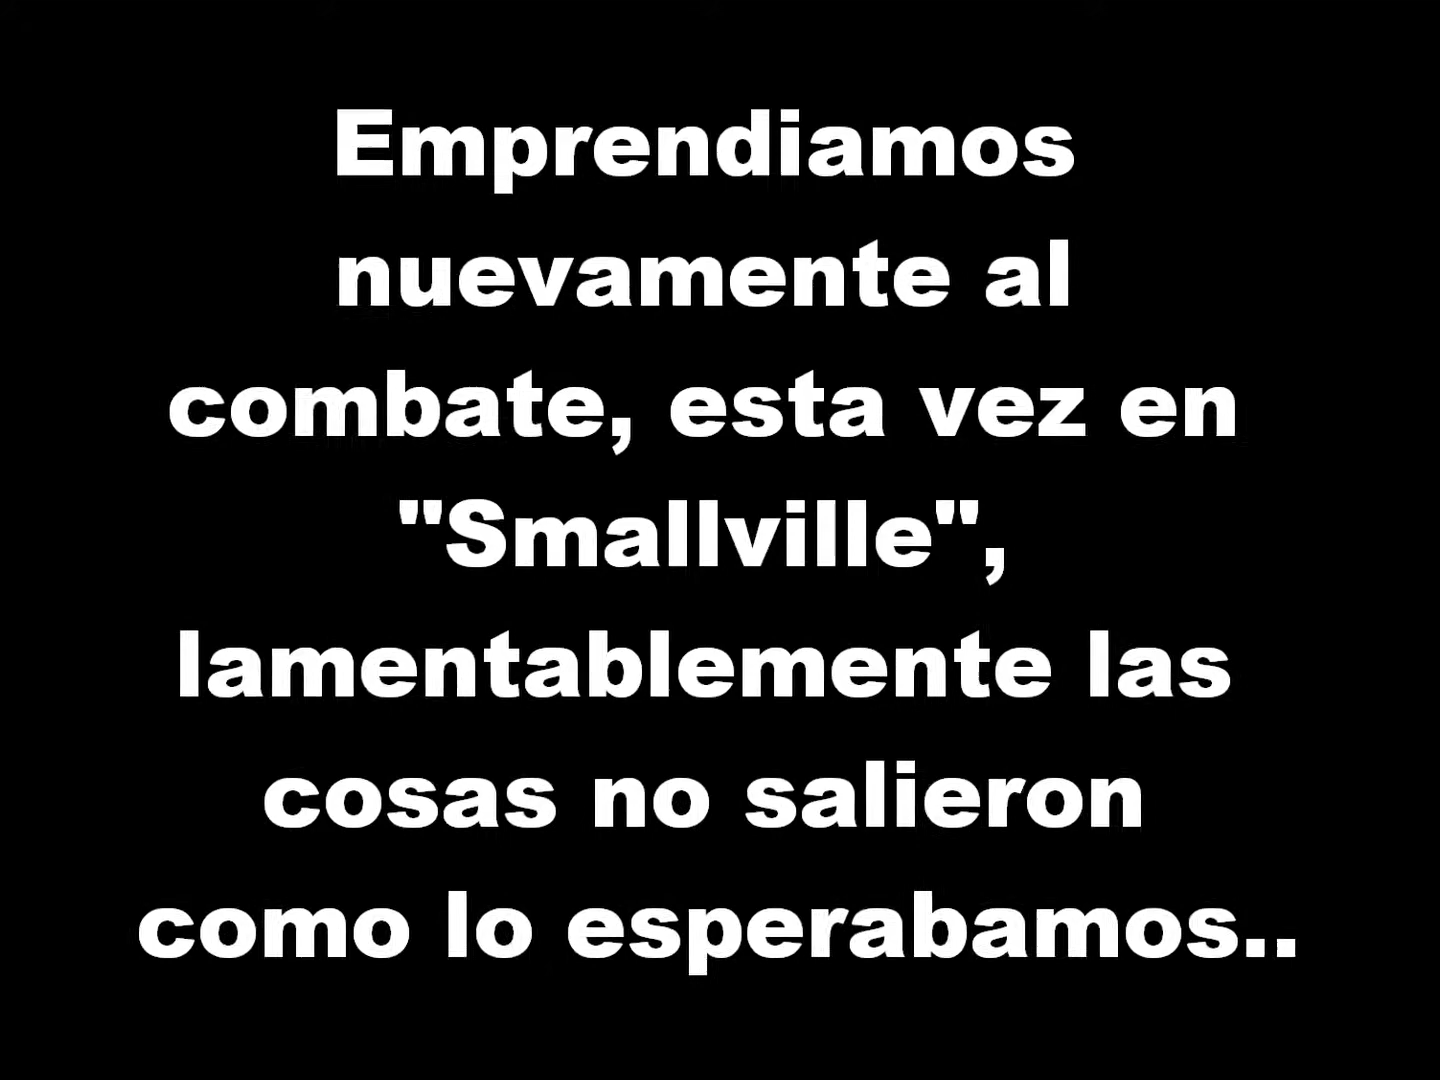 Emprendiamos
nuevamente al
combate, esta vez en
"Smallville",
lamentablemente las
cosas no salieron
como lo esperabamos..